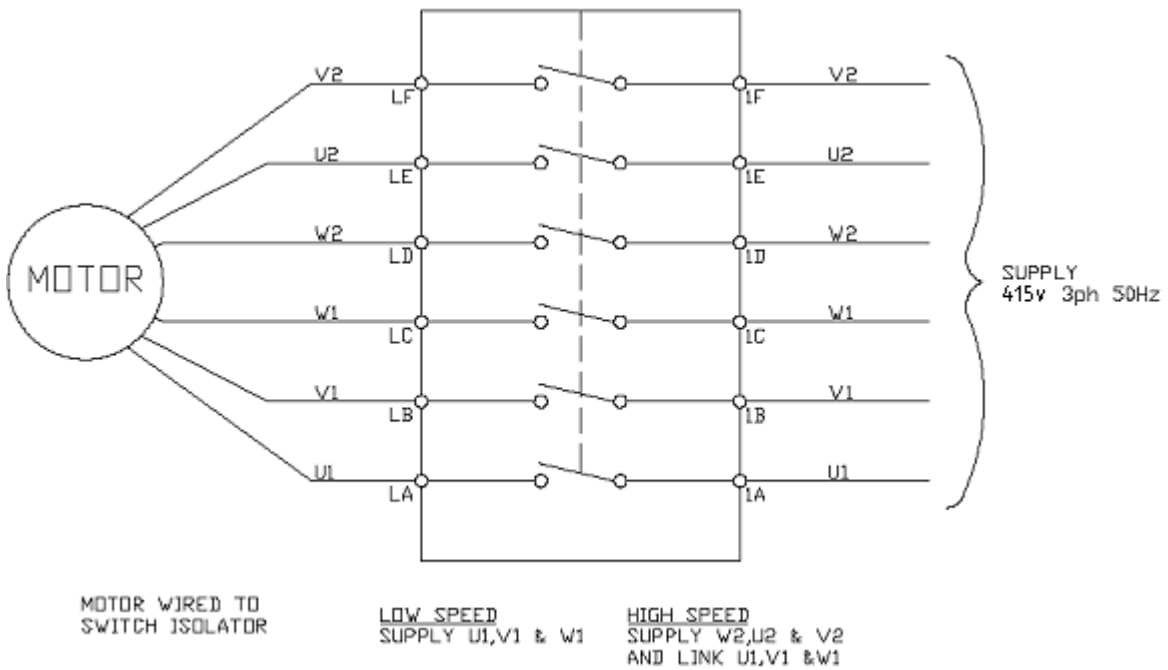 V2 V2
LF 1F
U2 U2
LE 1E
W2 W2
LD 1D
MOTOR
SUPPLY
415v 3ph 50Hz
W1 W1
LC 1C
V1 V1
LB 1B
U1 U1
LA 1A
MOTOR WIRED TO
SWITCH ISOLATOR
LOW SPEED
SUPPLY U1,V1 & W1
HIGH SPEED
SUPPLY W2,U2 & V2
AND LINK U1,V1 &W1